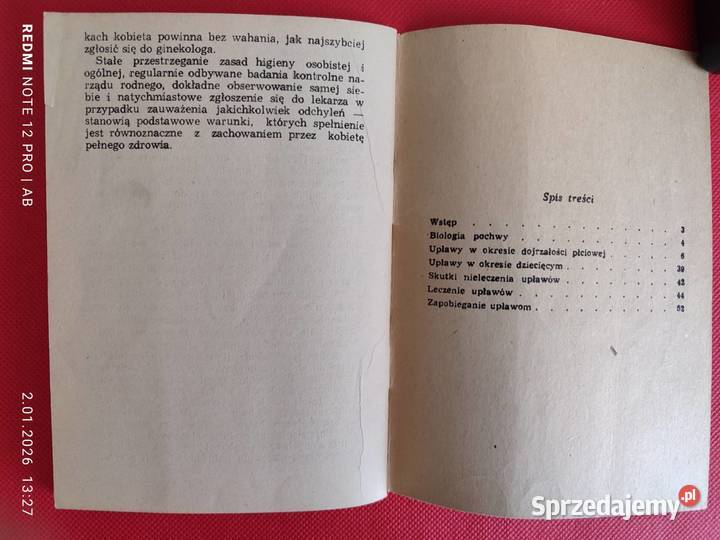 kach kobieta powinna bez wahania, jak najszybciej
zgłosić się do ginekologa.
Stałe przestrzeganie zasad higieny osobistej i
ogólnej, regularnie odbywane badania kontrolne na-
rządu rodnego, dokładne obserwowanie samej sie-
bie i natychmiastowe zgłoszenie się do lekarza w
przypadku zauważenia jakichkolwiek odchyleń —
stanowią podstawowe warunki, których spełnienie
jest równoznaczne z zachowaniem przez kobietę
pełnego zdrowia.
Spis treści
Wstęp . . . . . . . . . . . . . 3
Biologia pochwy . . . . . . . . . . . 4
Upławy w okresie dojrzałości płciowej . . . . 6
Upławy w okresie dziecięcym . . . . . . . 39
Skutki nieleczenia upławów . . . . . . . 43
Leczenie upławów . . . . . . . . . . 44
Zapobieganie upławom . . . . . . . . . 52
REDMI NOTE 12 PRO | AB
2.01.2026 13:27
Sprzedajemy.pl